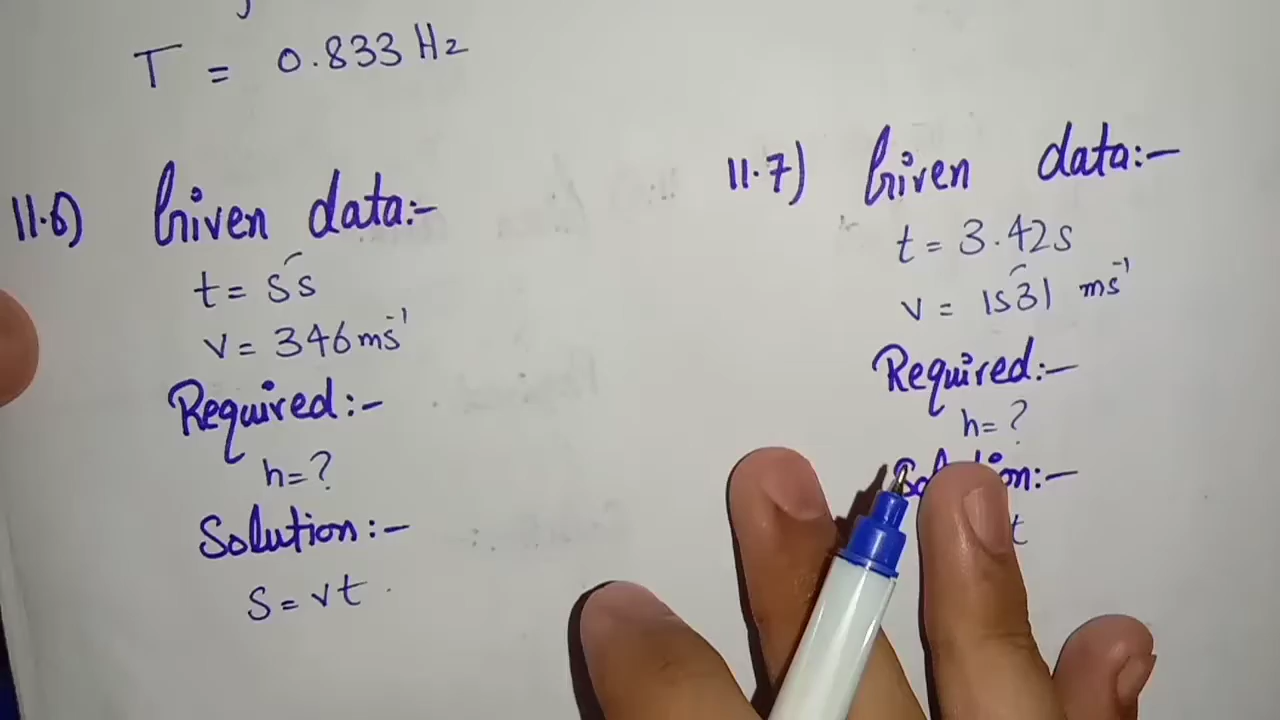 T = 0.833 Hz
11.6) Given data:-
t = 5s
v = 346 ms⁻¹
Required:-
h = ?
Solution:-
S = vt
11.7) Given data:-
t = 3.42s
v = 1531 ms⁻¹
Required:-
h = ?
Solution:-
t